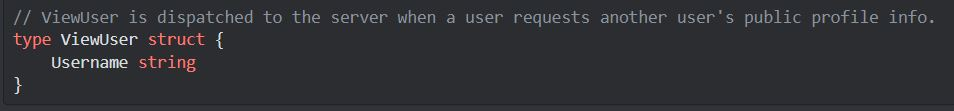 // ViewUser is dispatched to the server when a user requests another user's public profile info.
type ViewUser struct {
    Username string
}